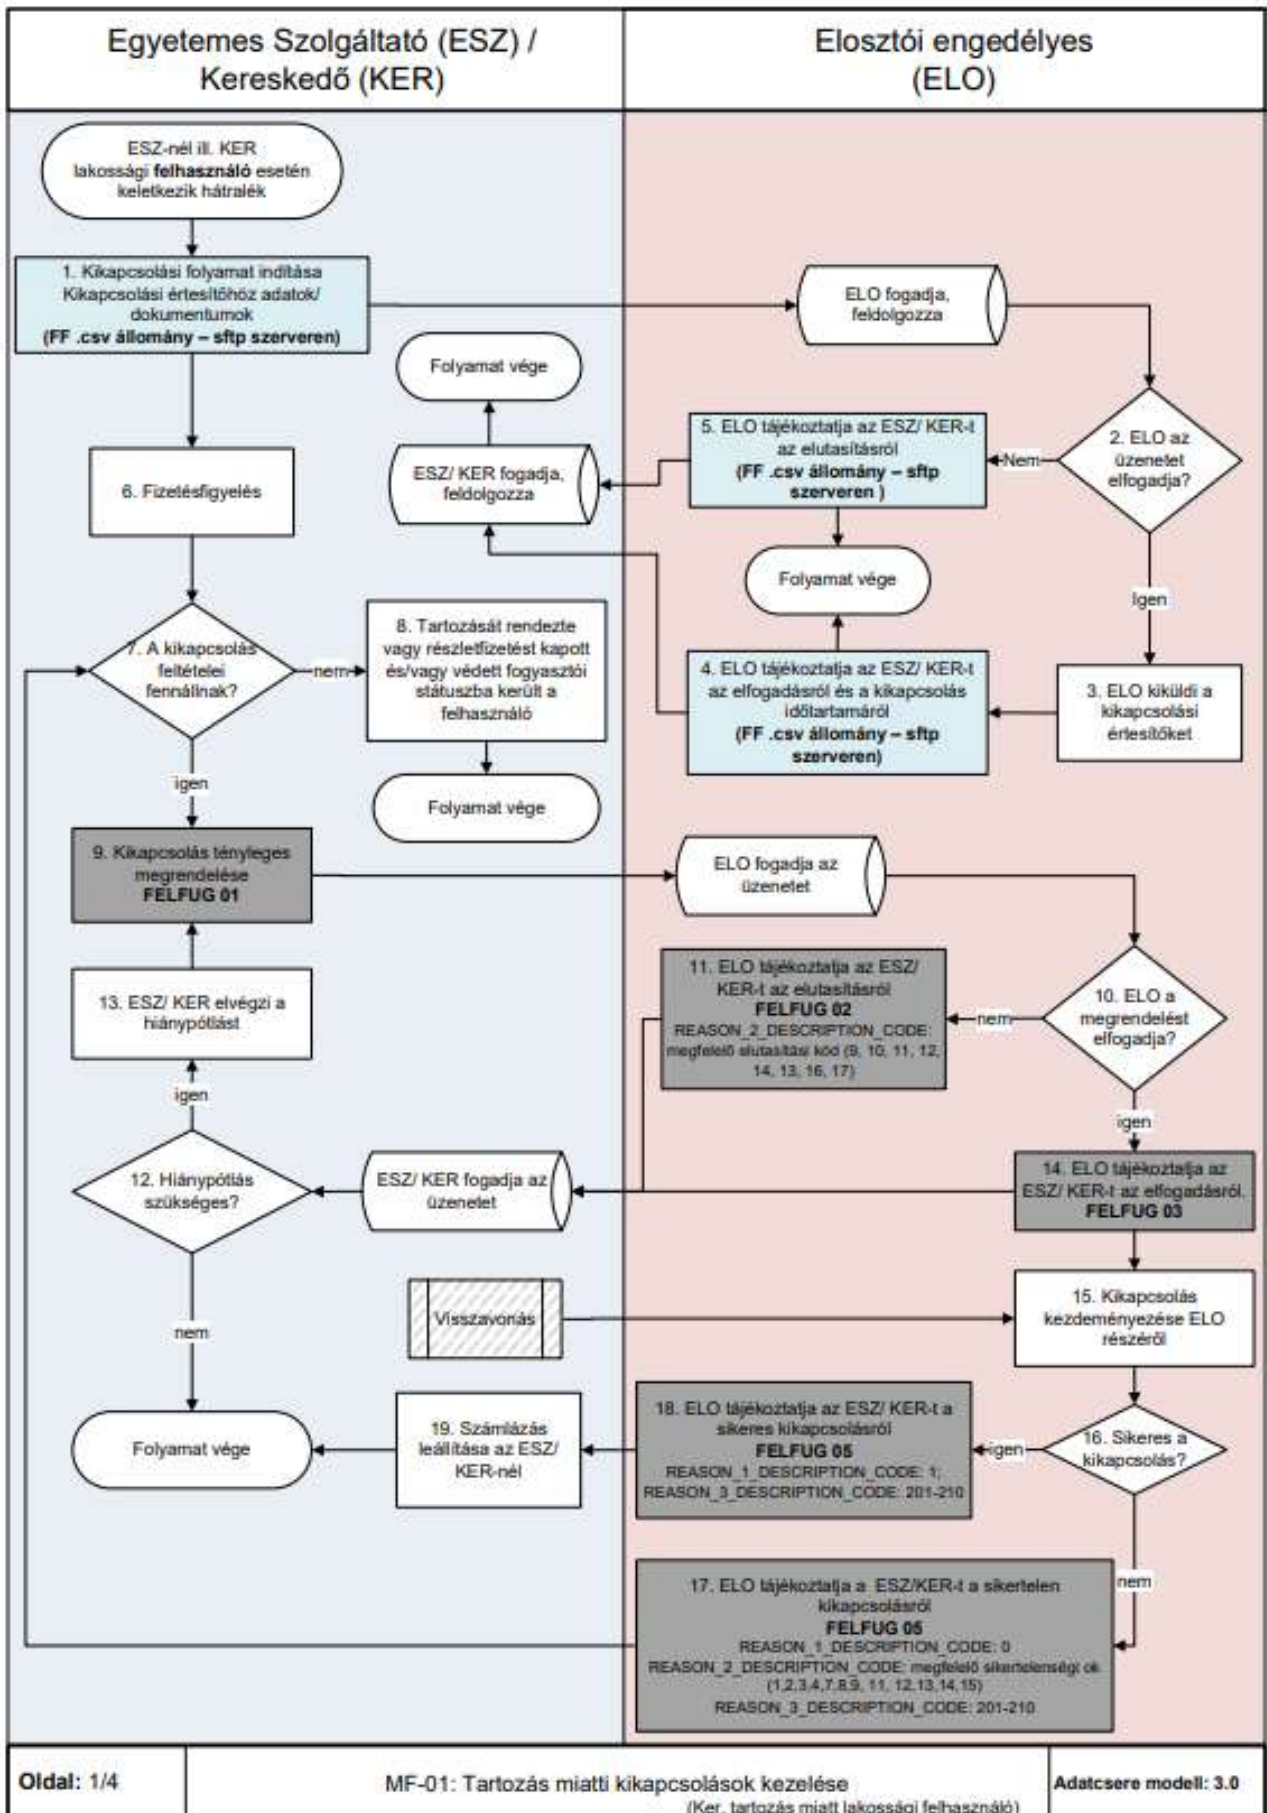 Egyetemes Szolgáltató (ESZ) /
Kereskedő (KER)
Elosztói engedélyes
(ELO)
ESZ-nél ill. KER
lakossági felhasználó esetén
keletkezik hátralék
1. Kikapcsolási folyamat indítása
Kikapcsolási értesítőhöz adatok/
dokumentumok
(FF .csv állomány – sftp szerveren)
ELO fogadja,
feldolgozza
Folyamat vége
5. ELO tájékoztatja az ESZ/ KER-t
az elutasításról
(FF .csv állomány – sftp
szerveren )
Nem
2. ELO az
üzenetet
elfogadja?
ESZ/ KER fogadja,
feldolgozza
6. Fizetésfigyelés
Folyamat vége
Igen
7. A kikapcsolás
feltételei
fennállnak?
nem
8. Tartozását rendezte
vagy részletfizetést kapott
és/vagy védett fogyasztói
státuszba került a
felhasználó
4. ELO tájékoztatja az ESZ/ KER-t
az elfogadásról és a kikapcsolás
időtartamáról
(FF .csv állomány – sftp
szerveren)
3. ELO kiküldi a
kikapcsolási
értesítőket
igen
Folyamat vége
9. Kikapcsolás tényleges
megrendelése
FELFUG 01
ELO fogadja az
üzenetet
13. ESZ/ KER elvégzi a
hiánypótlást
11. ELO tájékoztatja az ESZ/
KER-t az elutasításról
FELFUG 02
REASON_2_DESCRIPTION_CODE:
megfelelő elutasítási kód (9, 10, 11, 12,
14, 13, 16, 17)
nem
10. ELO a
megrendelést
elfogadja?
igen
igen
12. Hiánypótlás
szükséges?
ESZ/ KER fogadja az
üzenetet
14. ELO tájékoztatja az
ESZ/ KER-t az elfogadásról.
FELFUG 03
nem
Visszavonás
15. Kikapcsolás
kezdeményezése ELO
részéről
Folyamat vége
19. Számlázás
leállítása az ESZ/
KER-nél
18. ELO tájékoztatja az ESZ/ KER-t a
sikeres kikapcsolásról
FELFUG 05
REASON_1_DESCRIPTION_CODE: 1;
REASON_3_DESCRIPTION_CODE: 201-210
igen
16. Sikeres a
kikapcsolás?
nem
17. ELO tájékoztatja a ESZ/KER-t a sikertelen
kikapcsolásról
FELFUG 05
REASON_1_DESCRIPTION_CODE: 0
REASON_2_DESCRIPTION_CODE: megfelelő sikertelenségi ok
(1,2,3,4,7,8,9, 11, 12,13,14,15)
REASON_3_DESCRIPTION_CODE: 201-210
Oldal: 1/4
MF-01: Tartozás miatti kikapcsolások kezelése
(Ker. tartozás miatt lakossági felhasználó)
Adatcsere modell: 3.0